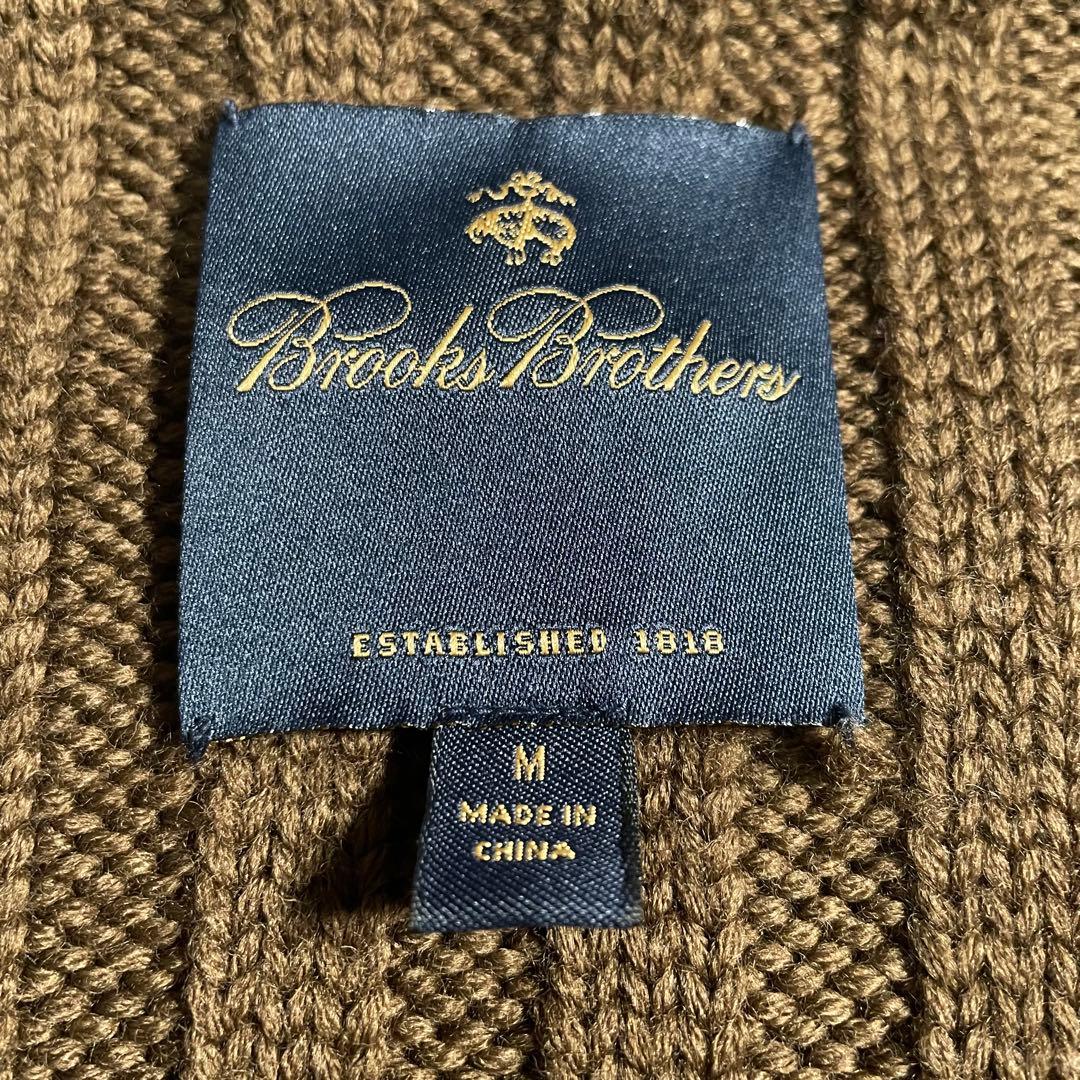 Brooks Brothers
ESTABLISHED 1818
M
MADE IN
CHINA